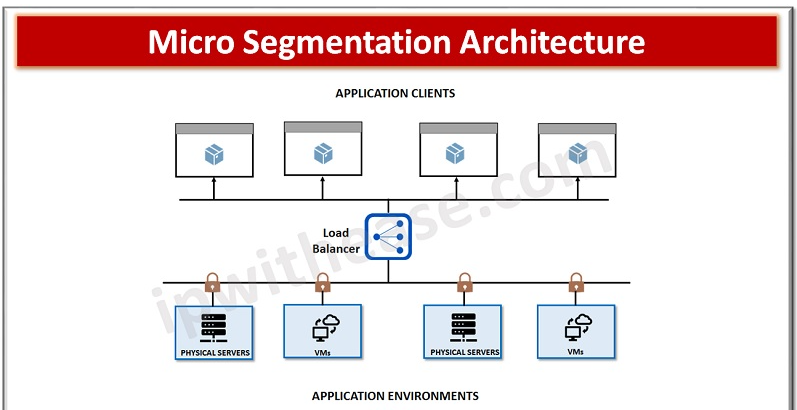 Micro Segmentation Architecture
APPLICATION CLIENTS
Load
Balancer
ipwithease.com
PHYSICAL SERVERS
VMs
PHYSICAL SERVERS
VMs
APPLICATION ENVIRONMENTS